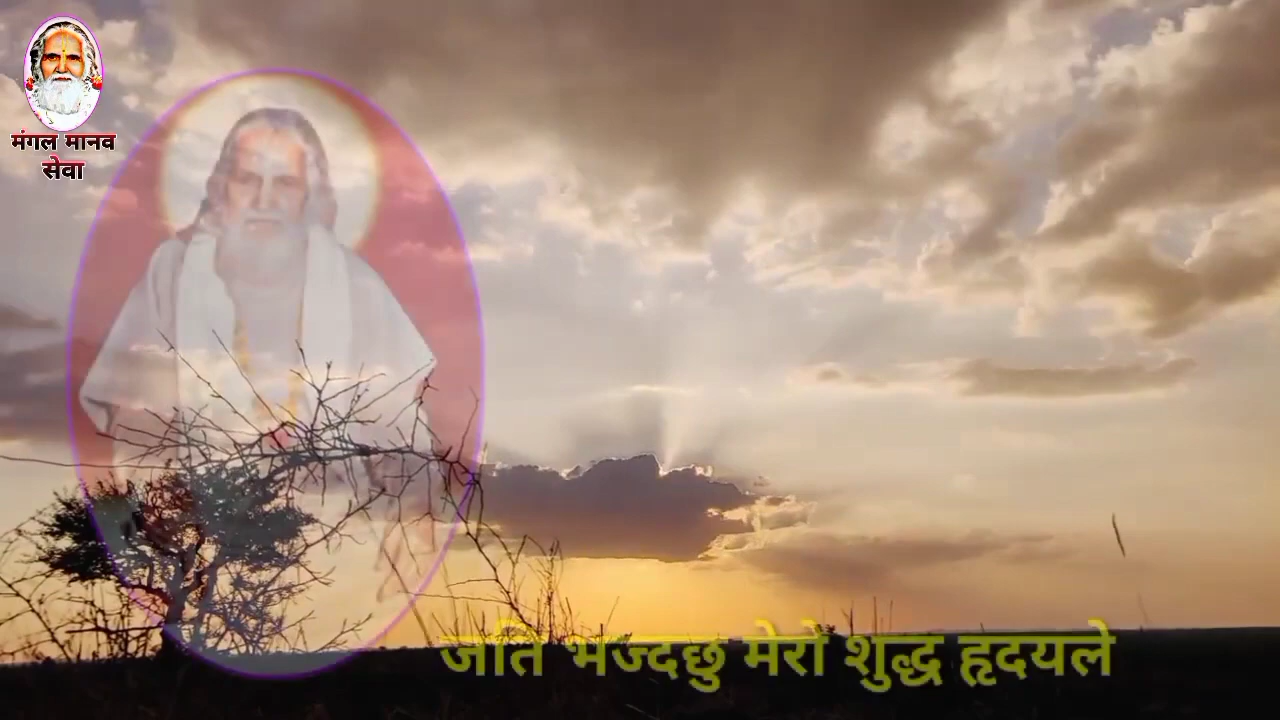 मंगल मानव
सेवा
जति भज्दछु मेरो शुद्ध हृदयले